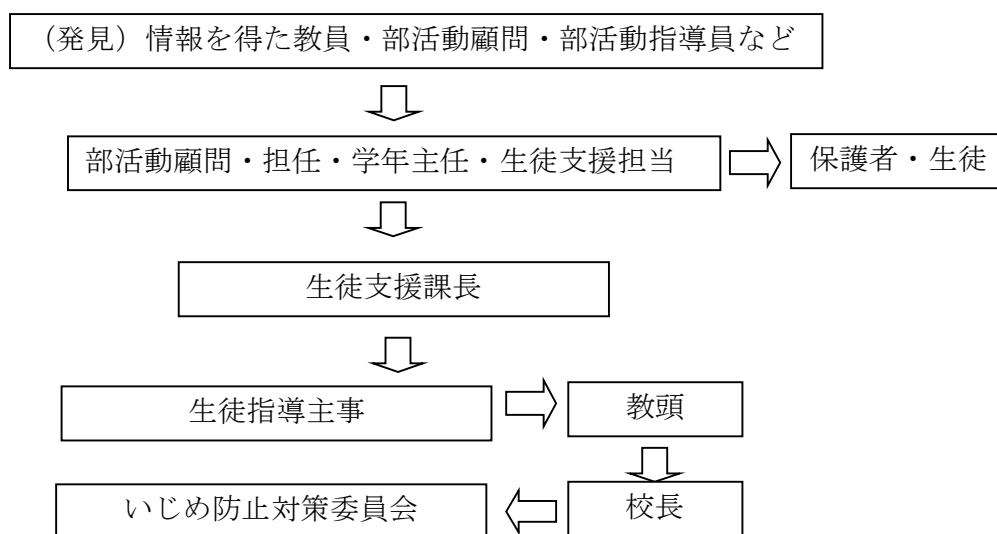 （発見）情報を得た教員・部活動顧問・部活動指導員など
部活動顧問・担任・学年主任・生徒支援担当
保護者・生徒
生徒支援課長
生徒指導主事
教頭
いじめ防止対策委員会
校長